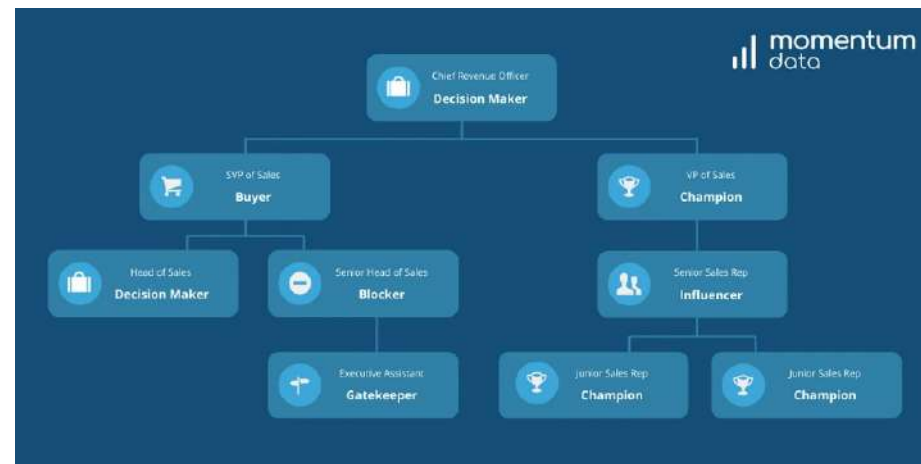 momentum
data
Chief Revenue Officer
Decision Maker
SVP of Sales
Buyer
VP of Sales
Champion
Head of Sales
Decision Maker
Senior Head of Sales
Blocker
Senior Sales Rep
Influencer
Executive Assistant
Gatekeeper
Junior Sales Rep
Champion
Junior Sales Rep
Champion